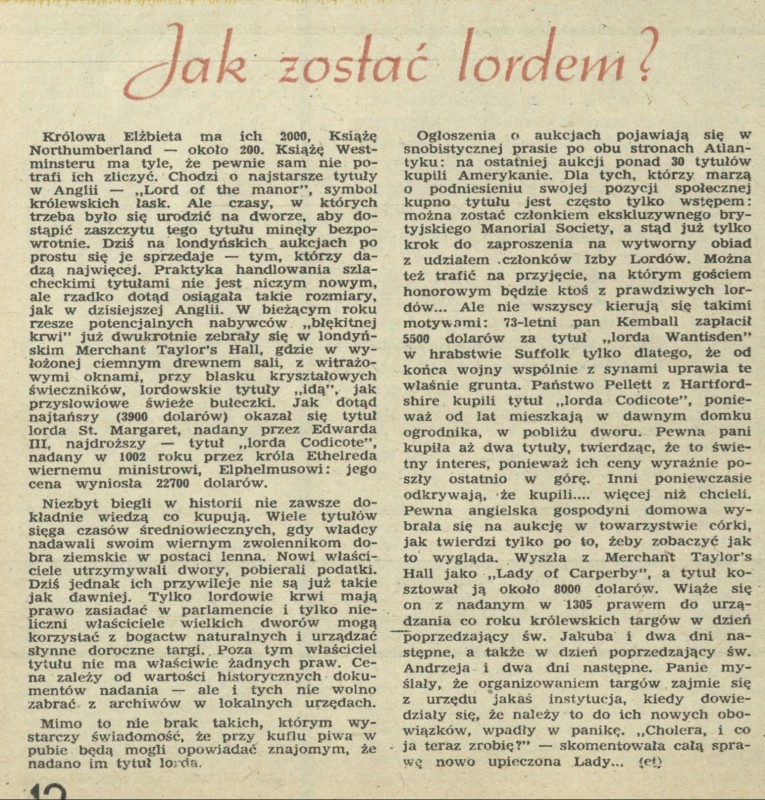 Jak zostać lordem?
Królowa Elżbieta ma ich 2000, Książę
Northumberland — około 200. Książę West-
minsteru ma tyle, że pewnie sam nie po-
trafi ich zliczyć. Chodzi o najstarsze tytuły
w Anglii — „Lord of the manor”, symbol
królewskich łask. Ale czasy, w których
trzeba było się urodzić na dworze, aby do-
stąpić zaszczytu tego tytułu minęły bezpo-
wrotnie. Dziś na londyńskich aukcjach po
prostu się je sprzedaje — tym, którzy da-
dzą najwięcej. Praktyka handlowania szla-
checkimi tytułami nie jest niczym nowym,
ale rzadko dotąd osiągała takie rozmiary,
jak w dzisiejszej Anglii. W bieżącym roku
rzesze potencjalnych nabywców „błękitnej
krwi” już dwukrotnie zebrały się w londyń-
skim Merchant Taylor's Hall, gdzie w wy-
łożonej ciemnym drewnem sali, z witrażo-
wymi oknami, przy blasku kryształowych
świeczników, lordowskie tytuły „idą”, jak
przysłowiowe świeże bułeczki. Jak dotąd
najtańszy (3900 dolarów) okazał się tytuł
lorda St. Margaret, nadany przez Edwarda
III, najdroższy — tytuł „lorda Codicote”,
nadany w 1002 roku przez króla Ethelreda
wiernemu ministrowi, Elphelmusowi: jego
cena wyniosła 22700 dolarów.
Niezbyt biegli w historii nie zawsze do-
kładnie wiedzą co kupują. Wiele tytułów
sięga czasów średniowiecznych, gdy władcy
nadawali swoim wiernym zwolennikom do-
bra ziemskie w postaci lenna. Nowi właści-
ciele utrzymywali dwory, pobierali podatki.
Dziś jednak ich przywileje nie są już takie
jak dawniej. Tylko lordowie krwi mają
prawo zasiadać w parlamencie i tylko nie-
liczni właściciele wielkich dworów mogą
korzystać z bogactw naturalnych i urządzać
słynne doroczne targi. Poza tym właściciel
tytułu nie ma właściwie żadnych praw. Ce-
na zależy od wartości historycznych doku-
mentów nadania — ale i tych nie wolno
zabrać z archiwów w lokalnych urzędach.
Mimo to nie brak takich, którym wy-
starczy świadomość, że przy kuflu piwa w
pubie będą mogli opowiadać znajomym, że
nadano im tytuł lorda.
Ogłoszenia o aukcjach pojawiają się w
snobistycznej prasie po obu stronach Atlan-
tyku: na ostatniej aukcji ponad 30 tytułów
kupili Amerykanie. Dla tych, którzy marzą
o podniesieniu swojej pozycji społecznej
kupno tytułu jest często tylko wstępem:
można zostać członkiem ekskluzywnego bry-
tyjskiego Manorial Society, a stąd już tylko
krok do zaproszenia na wytworny obiad
z udziałem członków Izby Lordów. Można
też trafić na przyjęcie, na którym gościem
honorowym będzie ktoś z prawdziwych lor-
dów... Ale nie wszyscy kierują się takimi
motywami: 73-letni pan Kemball zapłacił
5500 dolarów za tytuł „lorda Wantisden”
w hrabstwie Suffolk tylko dlatego, że od
końca wojny wspólnie z synami uprawia te
właśnie grunta. Państwo Pellett z Hartford-
shire kupili tytuł „lorda Codicote”, ponie-
waż od lat mieszkają w dawnym domku
ogrodnika, w pobliżu dworu. Pewna pani
kupiła aż dwa tytuły, twierdząc, że to świe-
tny interes, ponieważ ich ceny wyraźnie po-
szły ostatnio w górę. Inni poniewczasie
odkrywają, że kupili.... więcej niż chcieli.
Pewna angielska gospodyni domowa wy-
brała się na aukcję w towarzystwie córki,
jak twierdzi tylko po to, żeby zobaczyć jak
to wygląda. Wyszła z Merchant Taylor's
Hall jako „Lady of Carperby”, a tytuł ko-
sztował ją około 8000 dolarów. Wiąże się
on z nadanym w 1305 prawem do urzą-
dzania co roku królewskich targów w dzień
poprzedzający św. Jakuba i dwa dni na-
stępne, a także w dzień poprzedzający św.
Andrzeja i dwa dni następne. Panie my-
ślały, że organizowaniem targów zajmie się
z urzędu jakaś instytucja, kiedy dowie-
działy się, że należy to do ich nowych obo-
wiązków, wpadły w panikę. „Cholera, i co
ja teraz zrobię?” — skomentowała całą spra-
wę nowo upieczona Lady... (et)
12